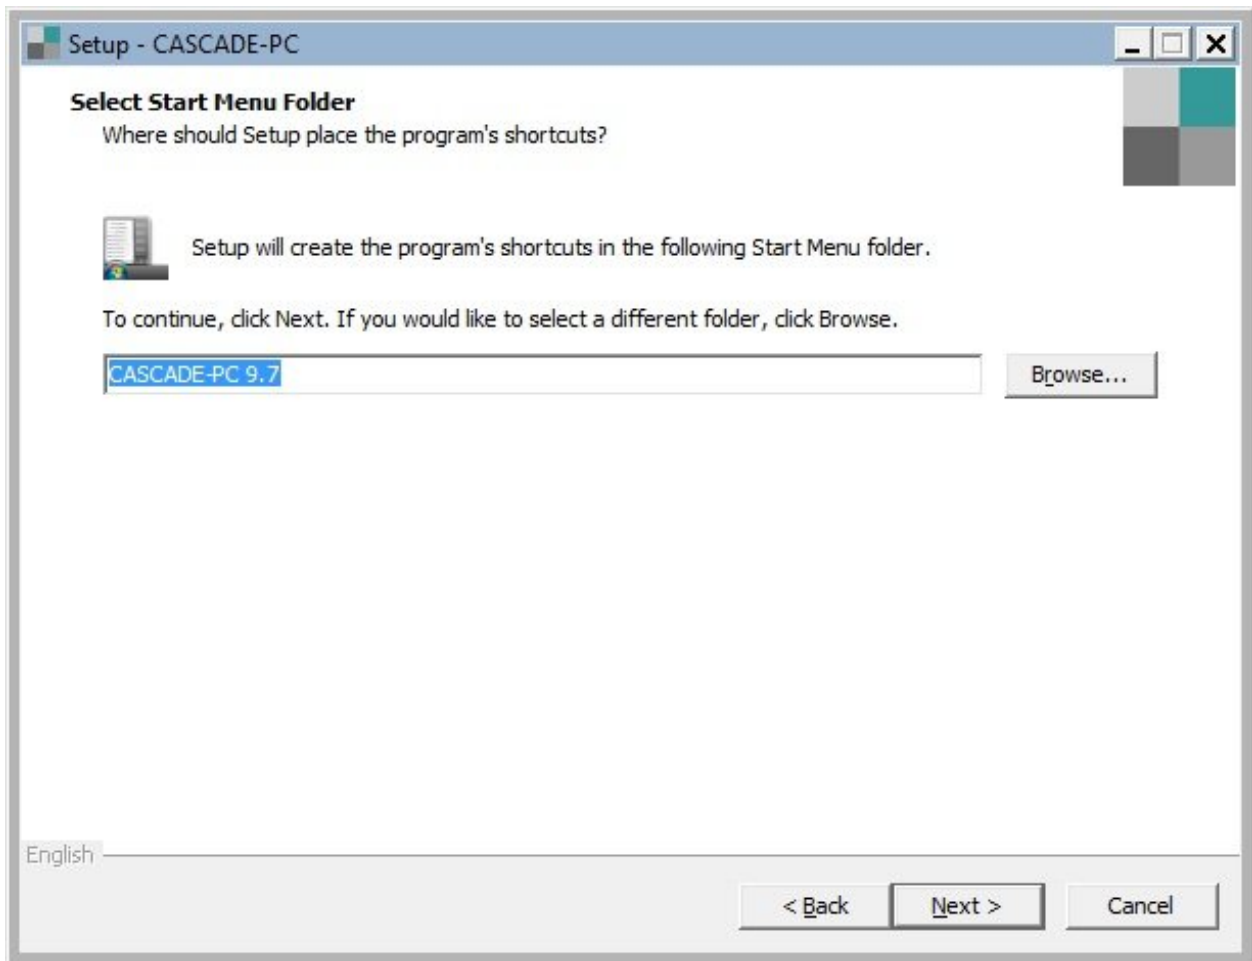 Setup - CASCADE-PC
Select Start Menu Folder
Where should Setup place the program's shortcuts?
Setup will create the program's shortcuts in the following Start Menu folder.
To continue, click Next. If you would like to select a different folder, click Browse.
CASCADE-PC 9.7
Browse...
English
< Back
Next >
Cancel